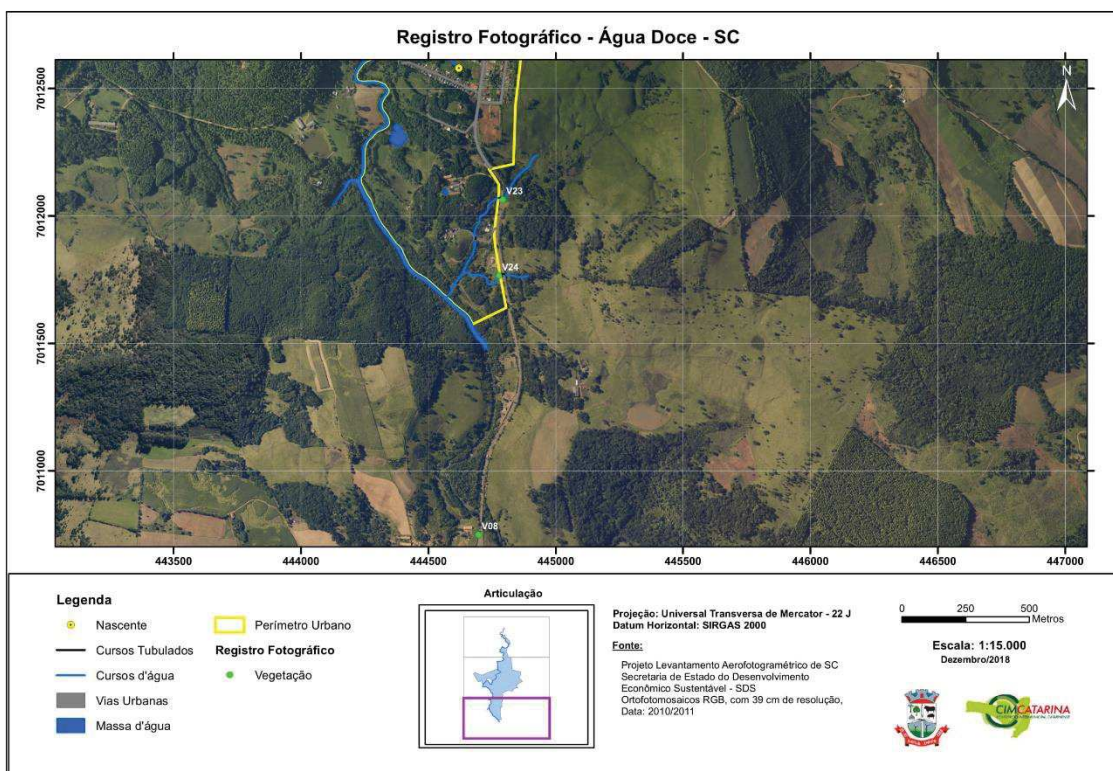 Registro Fotográfico - Água Doce - SC
7012500
7012000
7011500
7011000
N
V23
V24
V08
443500
444000
444500
445000
445500
446000
446500
447000
Legenda
Nascente
Cursos Tubulados
Cursos d'água
Vias Urbanas
Massa d'água
Perímetro Urbano
Registro Fotográfico
Vegetação
Articulação
Projeção: Universal Transversa de Mercator - 22 J
Datum Horizontal: SIRGAS 2000
Fonte:
Projeto Levantamento Aerofotogramétrico de SC
Secretaria de Estado do Desenvolvimento
Econômico Sustentável - SDS
Ortofotomosaicos RGB, com 39 cm de resolução,
Data: 2010/2011
0 250 500
Metros
Escala: 1:15.000
Dezembro/2018
CIMCATARINA